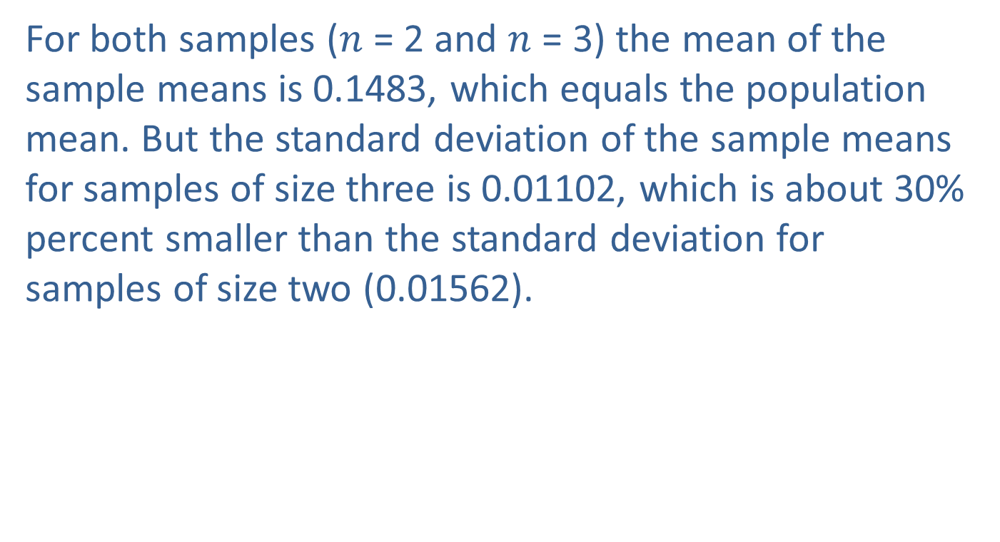 For both samples (𝑛 = 2 and 𝑛 = 3) the mean of the
sample means is 0.1483, which equals the population
mean. But the standard deviation of the sample means
for samples of size three is 0.01102, which is about 30%
percent smaller than the standard deviation for
samples of size two (0.01562).